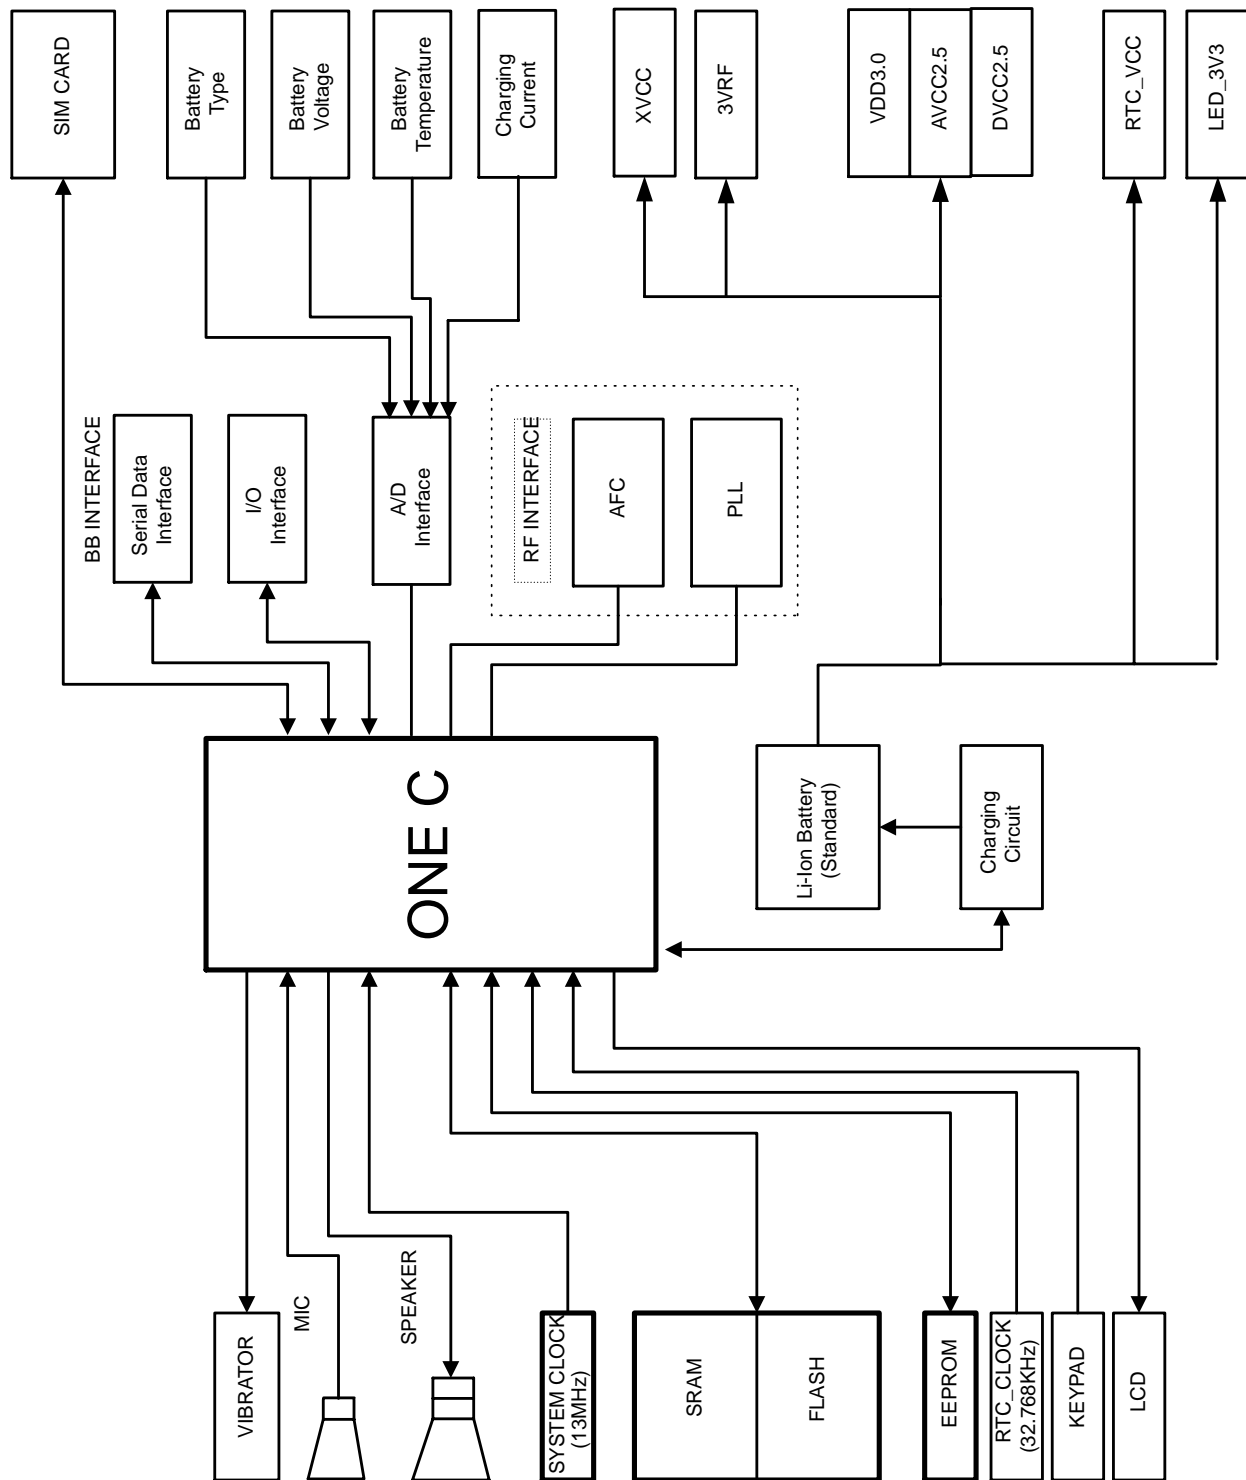 SIM CARD
Battery
Type
Battery
Voltage
Battery
Temperature
Charging
Current
XVCC
3VRF
VDD3.0
AVCC2.5
DVCC2.5
RTC_VCC
LED_3V3
BB INTERFACE
Serial Data
Interface
I/O
Interface
A/D
Interface
RF INTERFACE
AFC
PLL
ONE C
Li-Ion Battery
(Standard)
Charging
Circuit
VIBRATOR
MIC
SPEAKER
SYSTEM CLOCK
(13MHz)
SRAM
FLASH
EEPROM
RTC_CLOCK
(32.768KHz)
KEYPAD
LCD